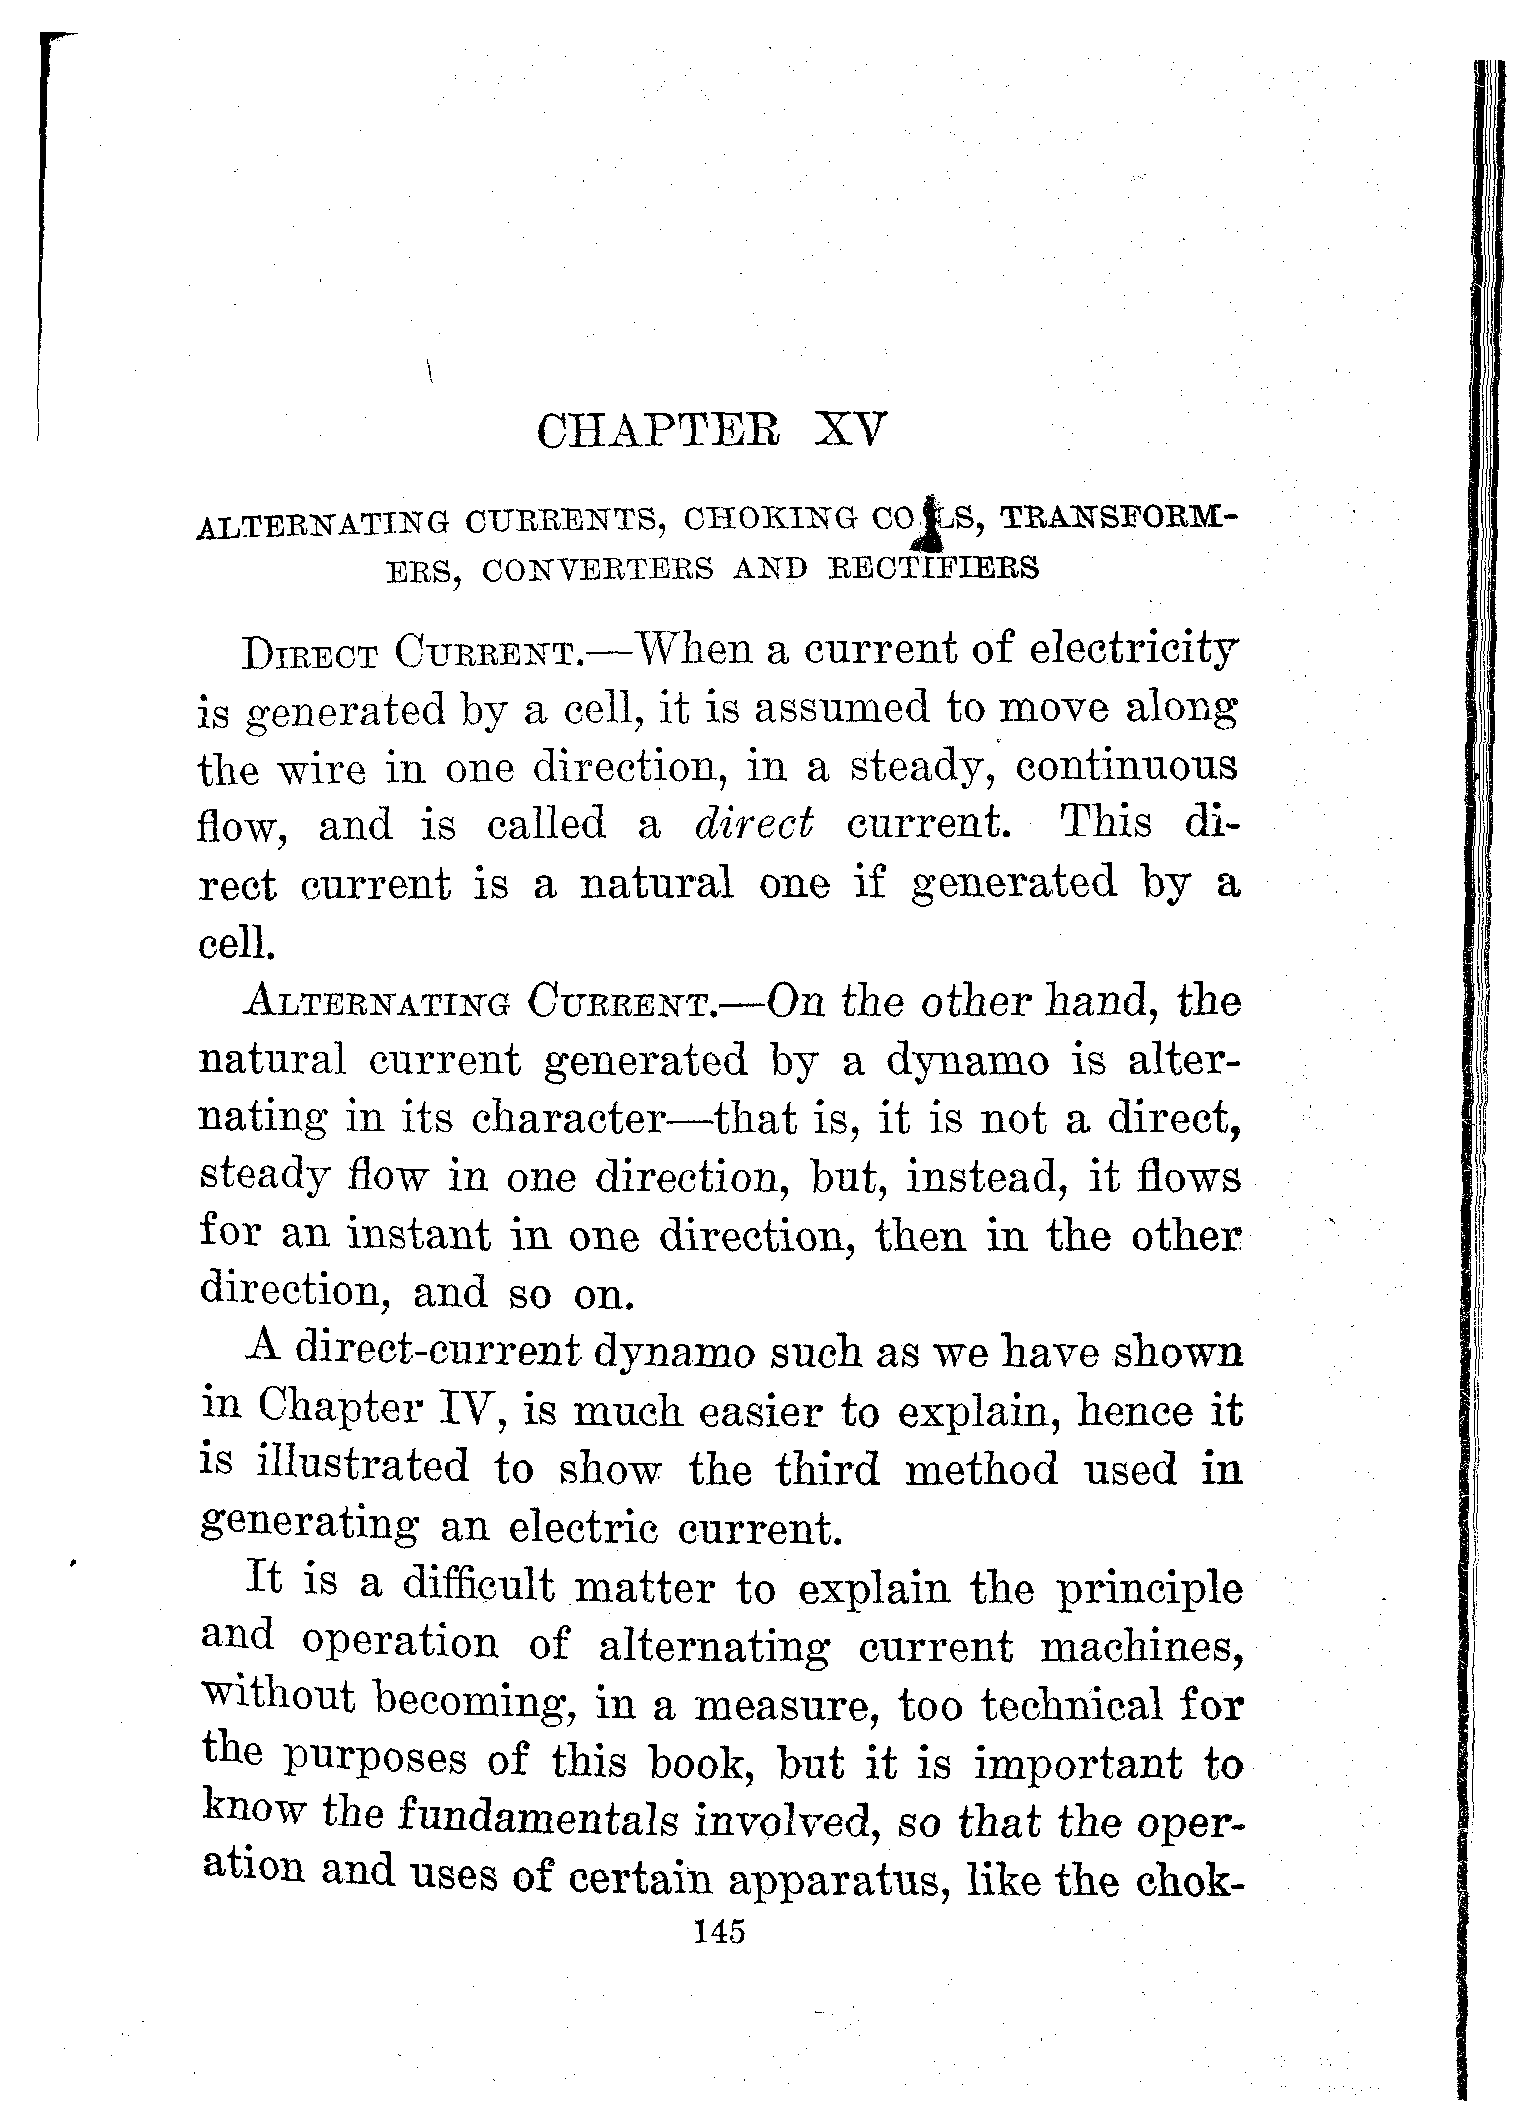 CHAPTER XV
ALTERNATING CURRENTS, CHOKING COILS, TRANSFORM-
ERS, CONVERTERS AND RECTIFIERS
DIRECT CURRENT.—When a current of electricity
is generated by a cell, it is assumed to move along
the wire in one direction, in a steady, continuous
flow, and is called a direct current. This di-
rect current is a natural one if generated by a
cell.
ALTERNATING CURRENT.—On the other hand, the
natural current generated by a dynamo is alter-
nating in its character—that is, it is not a direct,
steady flow in one direction, but, instead, it flows
for an instant in one direction, then in the other
direction, and so on.
A direct-current dynamo such as we have shown
in Chapter IV, is much easier to explain, hence it
is illustrated to show the third method used in
generating an electric current.
It is a difficult matter to explain the principle
and operation of alternating current machines,
without becoming, in a measure, too technical for
the purposes of this book, but it is important to
know the fundamentals involved, so that the oper-
ation and uses of certain apparatus, like the chok-
145